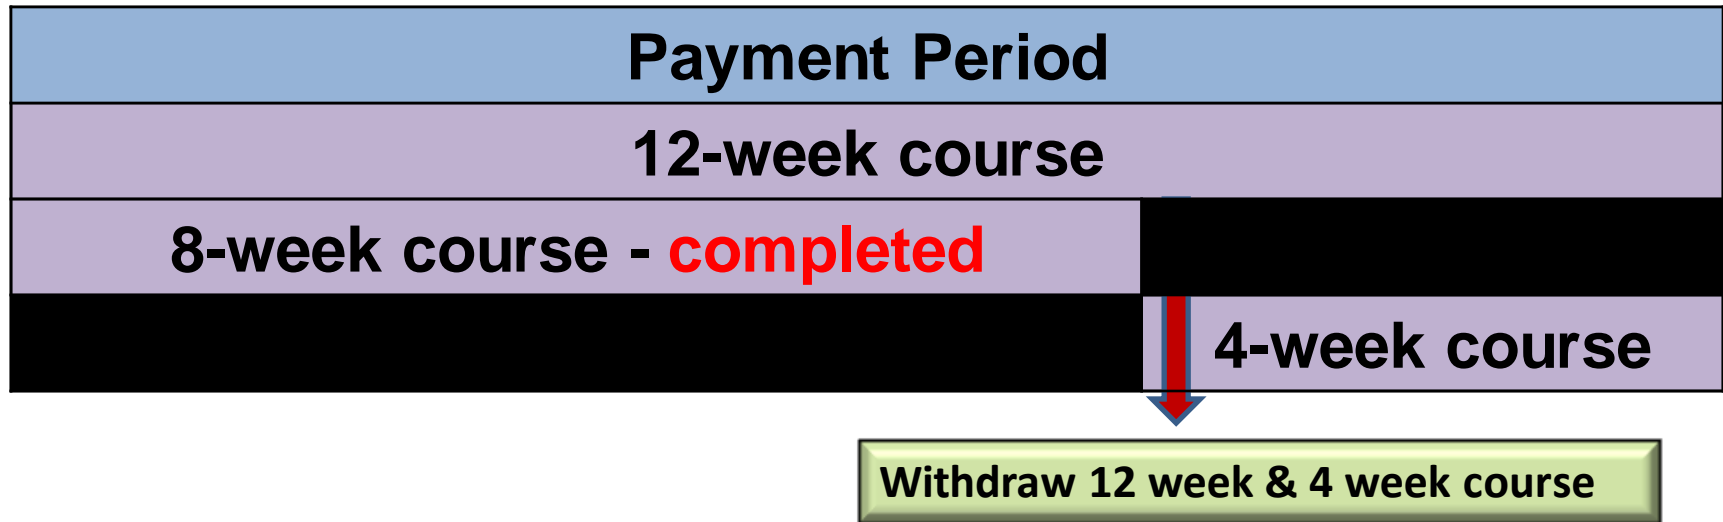 Payment Period
12-week course
8-week course - completed
4-week course
Withdraw 12 week & 4 week course